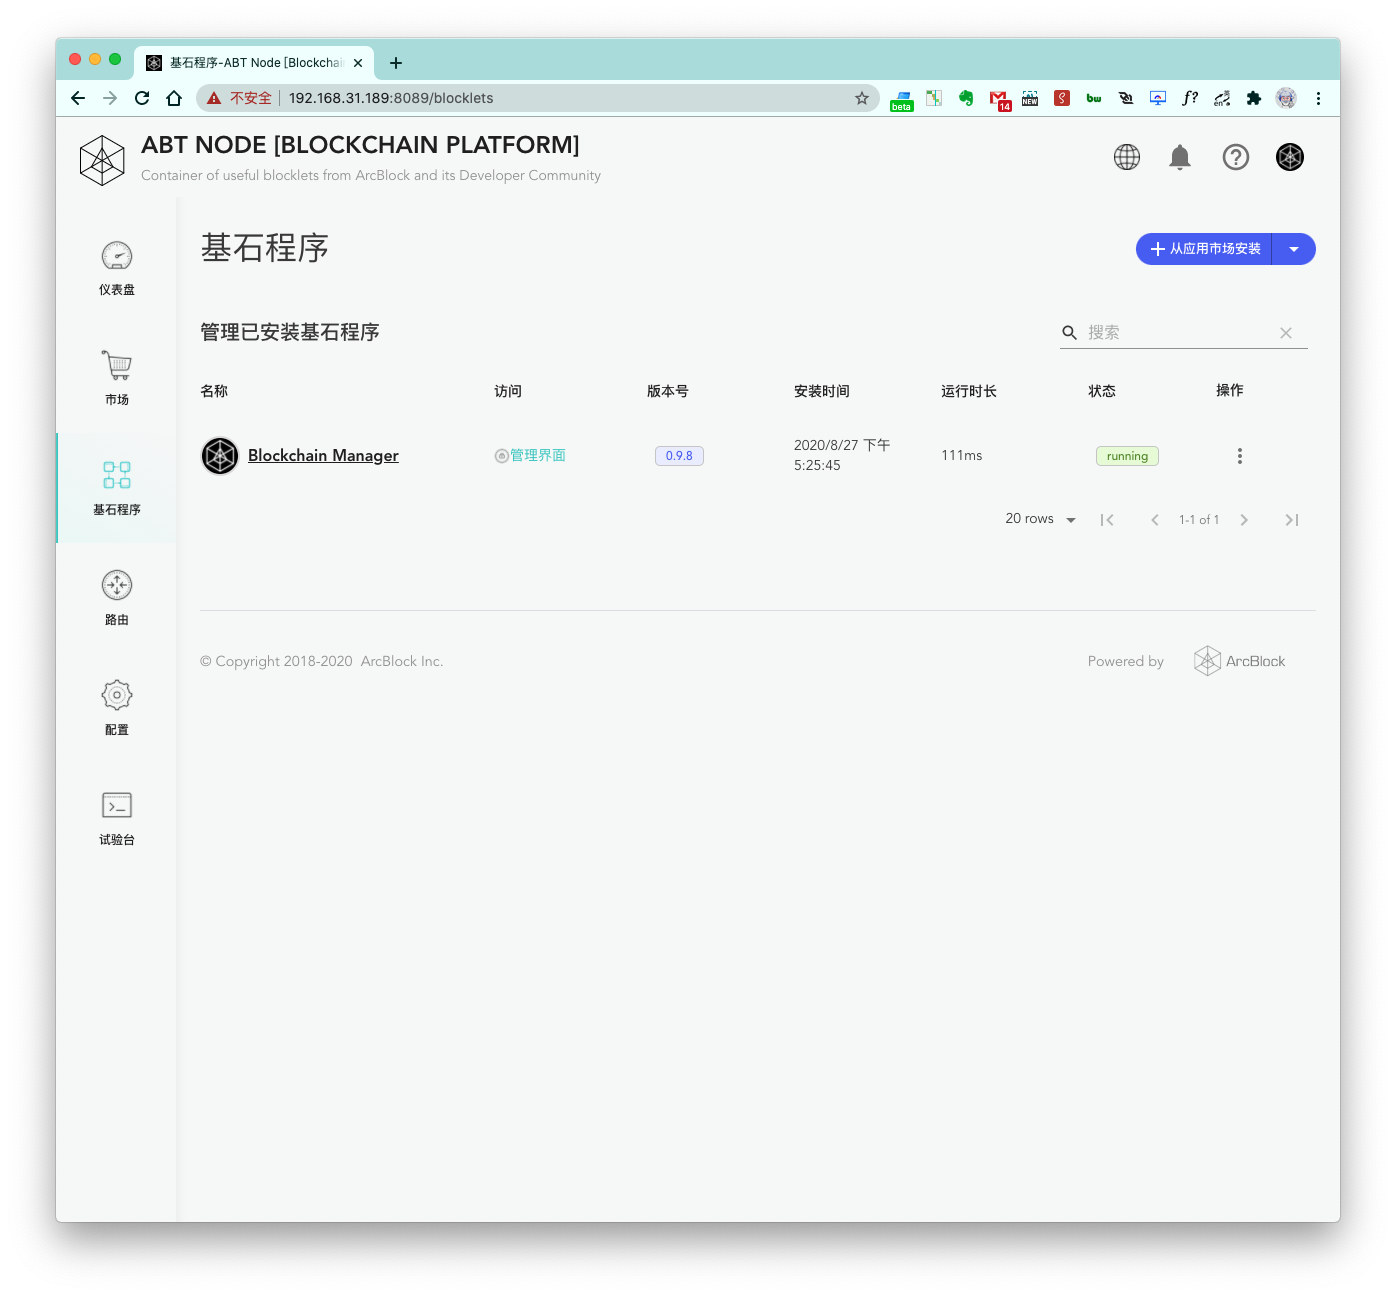 基石程序-ABT Node [Blockchai
不安全
192.168.31.189:8089/blocklets
beta
14
NEW
bw
f?
en
ABT NODE [BLOCKCHAIN PLATFORM]
Container of useful blocklets from ArcBlock and its Developer Community
仪表盘
市场
基石程序
路由
配置
试验台
基石程序
从应用市场安装
管理已安装基石程序
搜索
名称 访问 版本号 安装时间 运行时长 状态 操作
Blockchain Manager 管理界面 0.9.8 2020/8/27 下午 5:25:45 111ms running
20 rows 1-1 of 1
© Copyright 2018-2020 ArcBlock Inc.
Powered by ArcBlock